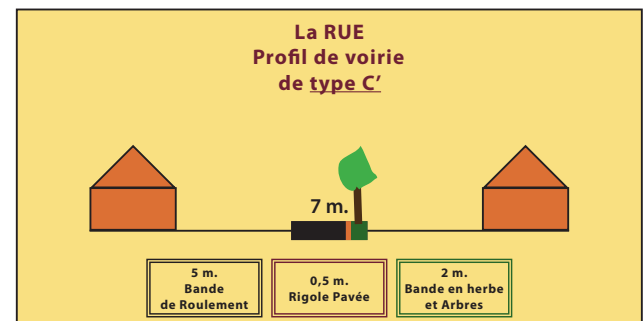 La RUE
Profil de voirie
de type C’
7 m.
5 m.
Bande
de Roulement
0,5 m.
Rigole Pavée
2 m.
Bande en herbe
et Arbres